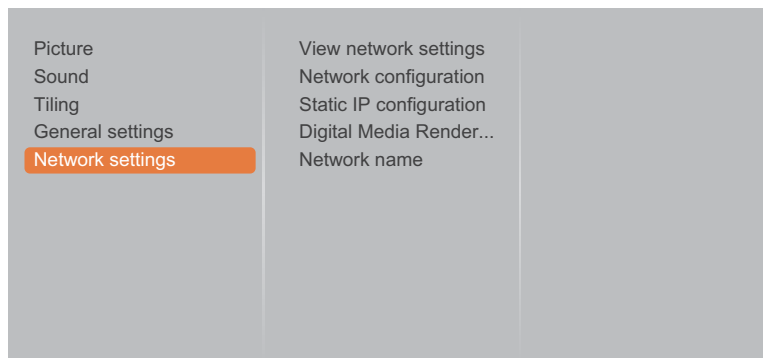 Picture
Sound
Tiling
General settings
Network settings
View network settings
Network configuration
Static IP configuration
Digital Media Render...
Network name